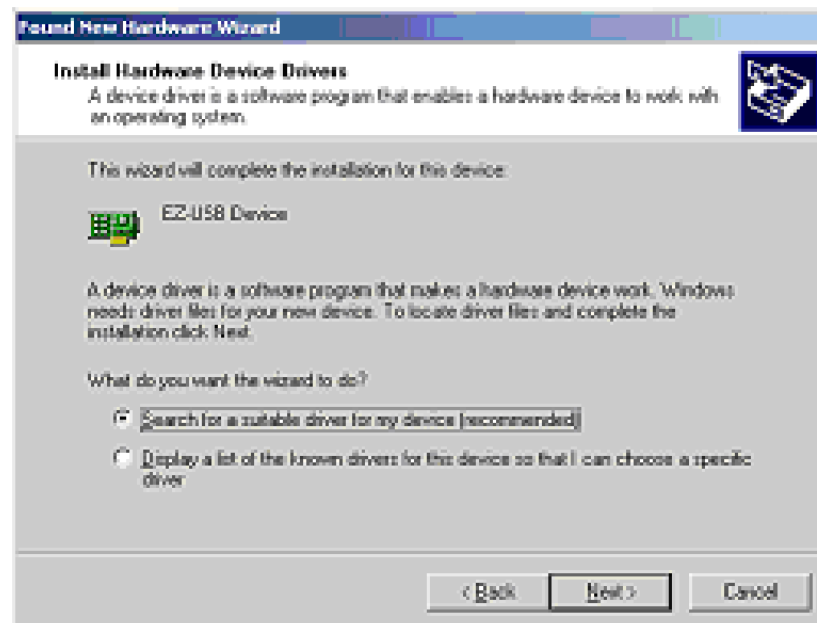 Found New Hardware Wizard
Install Hardware Device Drivers
A device driver is a software program that enables a hardware device to work with
an operating system.
This wizard will complete the installation for this device:
EZ-USB Device
A device driver is a software program that makes a hardware device work. Windows
needs driver files for your new device. To locate driver files and complete the
installation click Next.
What do you want the wizard to do?
Search for a suitable driver for my device (recommended)
Display a list of the known drivers for this device so that I can choose a specific
driver
< Back
Next >
Cancel